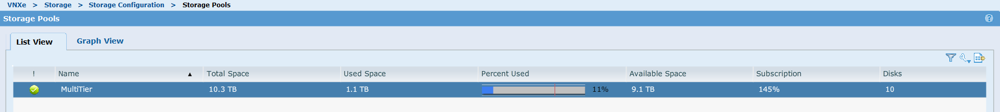 VNXe > Storage > Storage Configuration > Storage Pools
Storage Pools ?
List View Graph View
! Name ▲ Total Space Used Space Percent Used Available Space Subscription Disks
MultiTier 10.3 TB 1.1 TB 11% 9.1 TB 145% 10